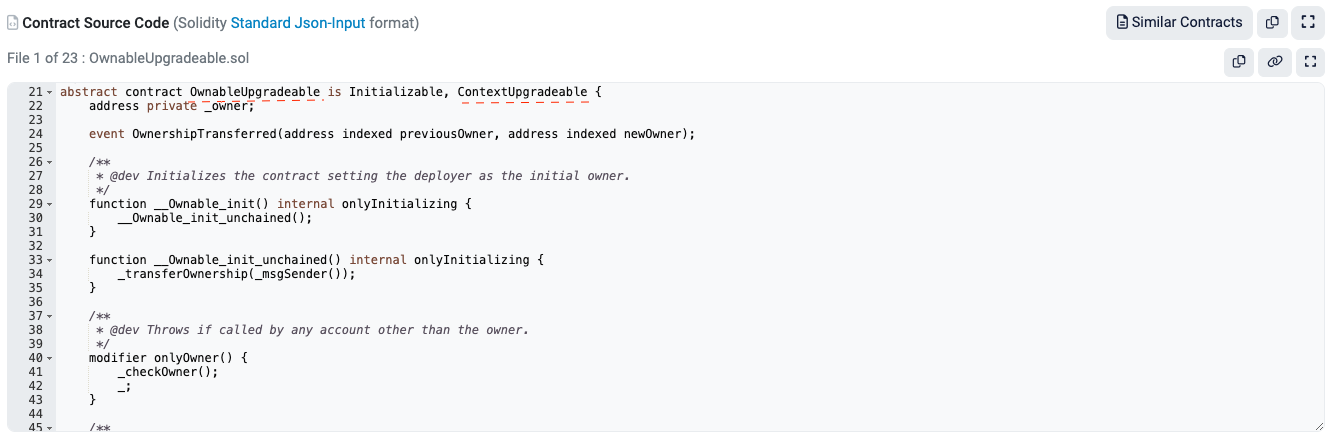 Contract Source Code (Solidity Standard Json-Input format)
Similar Contracts
File 1 of 23 : OwnableUpgradeable.sol
21 abstract contract OwnableUpgradeable is Initializable, ContextUpgradeable {
22     address private _owner;
23
24     event OwnershipTransferred(address indexed previousOwner, address indexed newOwner);
25
26     /**
27      * @dev Initializes the contract setting the deployer as the initial owner.
28      */
29     function __Ownable_init() internal onlyInitializing {
30         __Ownable_init_unchained();
31     }
32
33     function __Ownable_init_unchained() internal onlyInitializing {
34         _transferOwnership(_msgSender());
35     }
36
37     /**
38      * @dev Throws if called by any account other than the owner.
39      */
40     modifier onlyOwner() {
41         _checkOwner();
42         _;
43     }
44
45     /**